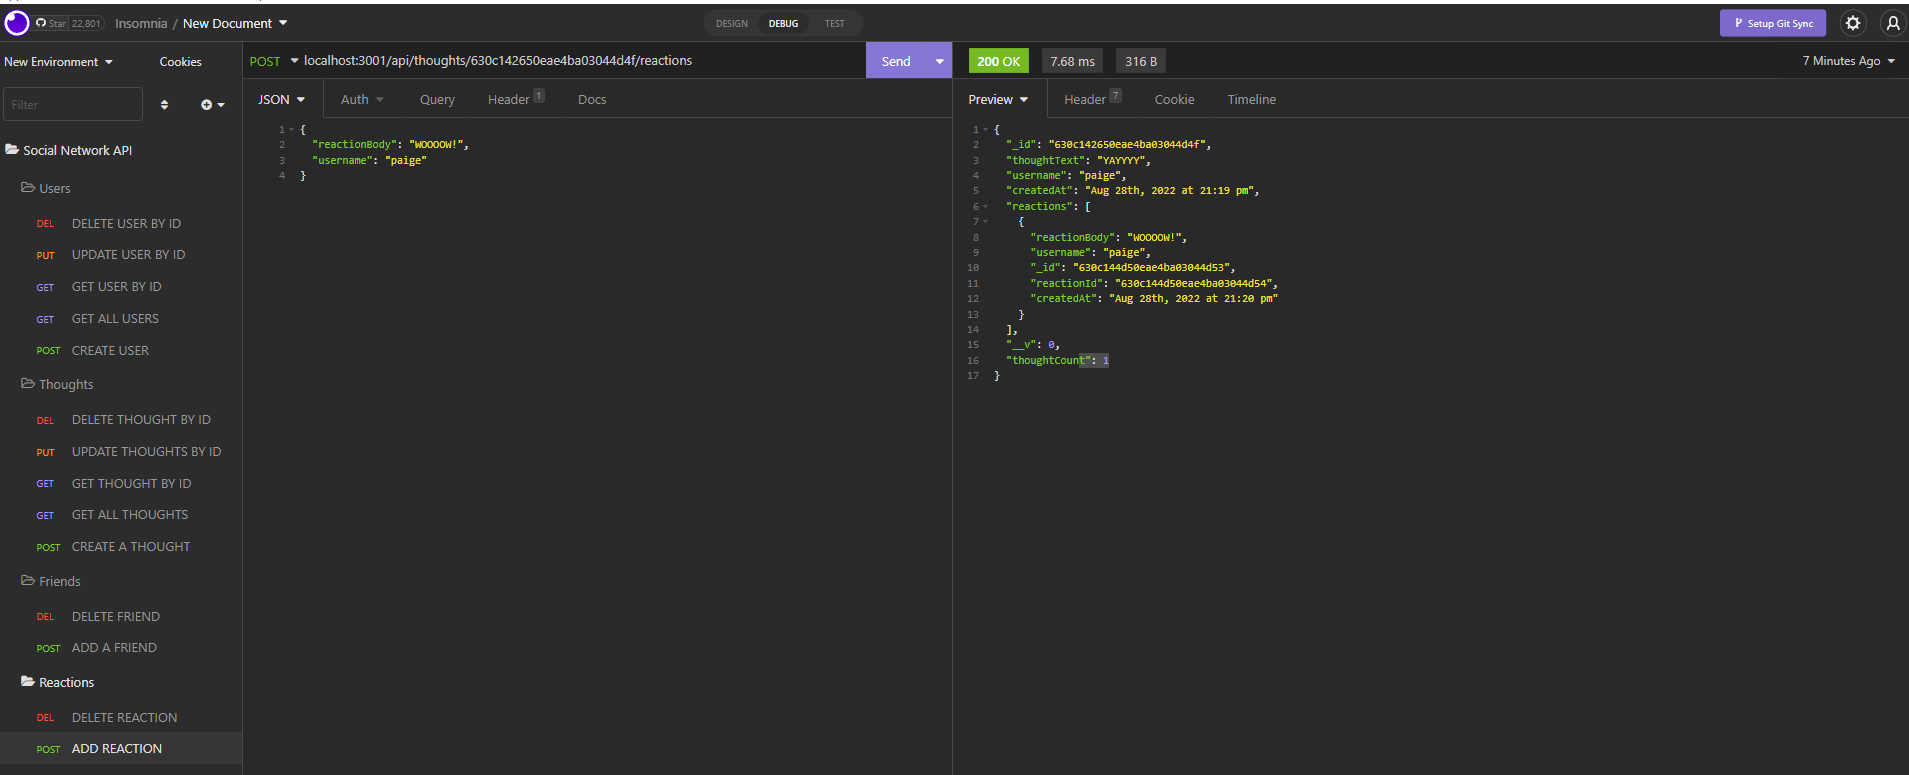 Star 22,801 Insomnia / New Document
DESIGN DEBUG TEST
Setup Git Sync
New Environment Cookies
Filter
Social Network API
Users
DEL DELETE USER BY ID
PUT UPDATE USER BY ID
GET GET USER BY ID
GET GET ALL USERS
POST CREATE USER
Thoughts
DEL DELETE THOUGHT BY ID
PUT UPDATE THOUGHTS BY ID
GET GET THOUGHT BY ID
GET GET ALL THOUGHTS
POST CREATE A THOUGHT
Friends
DEL DELETE FRIEND
POST ADD A FRIEND
Reactions
DEL DELETE REACTION
POST ADD REACTION
POST localhost:3001/api/thoughts/630c142650eae4ba03044d4f/reactions Send
JSON Auth Query Header 1 Docs
1 {
2 "reactionBody": "WOOOOW!",
3 "username": "paige"
4 }
200 OK 7.68 ms 316 B 7 Minutes Ago
Preview Header 7 Cookie Timeline
1 {
2 "_id": "630c142650eae4ba03044d4f",
3 "thoughtText": "YAYYYY",
4 "username": "paige",
5 "createdAt": "Aug 28th, 2022 at 21:19 pm",
6 "reactions": [
7 {
8 "reactionBody": "WOOOOW!",
9 "username": "paige",
10 "_id": "630c144d50eae4ba03044d53",
11 "reactionId": "630c144d50eae4ba03044d54",
12 "createdAt": "Aug 28th, 2022 at 21:20 pm"
13 }
14 ],
15 "__v": 0,
16 "thoughtCount": 1
17 }